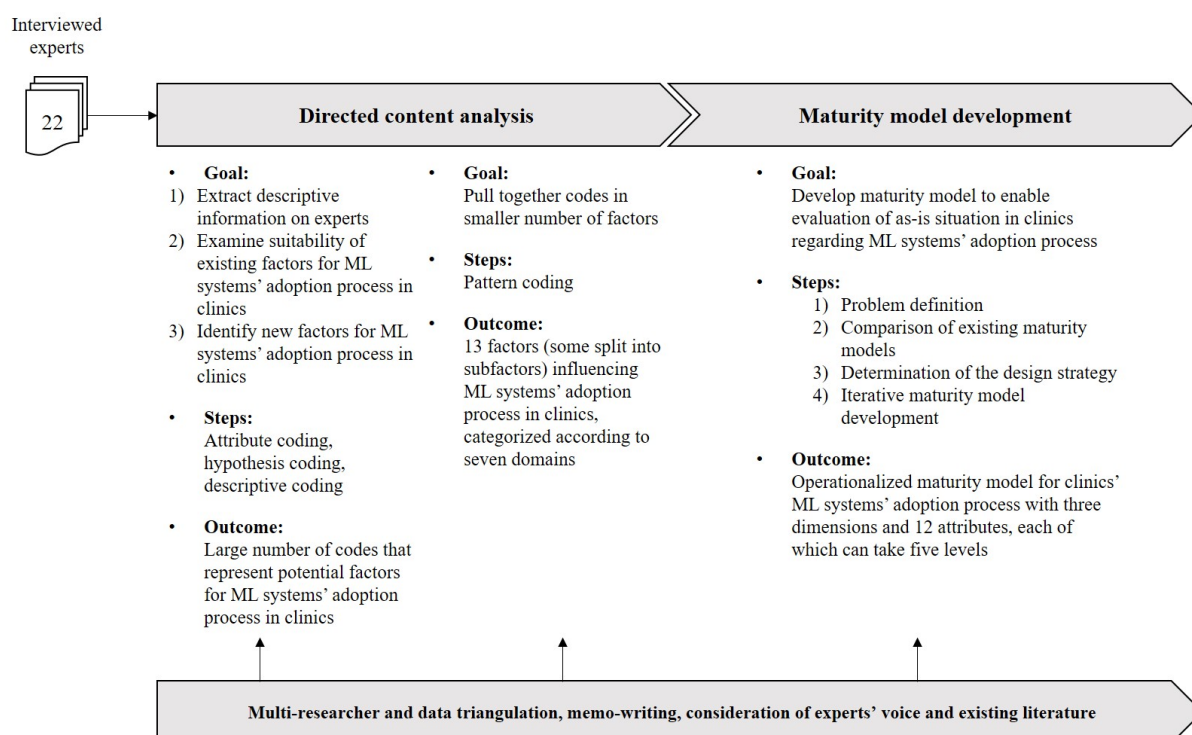 Interviewed
experts
22
Directed content analysis
Maturity model development
• Goal:
1) Extract descriptive
information on experts
2) Examine suitability of
existing factors for ML
systems’ adoption process in
clinics
3) Identify new factors for ML
systems’ adoption process in
clinics
• Steps:
Attribute coding,
hypothesis coding,
descriptive coding
• Outcome:
Large number of codes that
represent potential factors
for ML systems’ adoption
process in clinics
• Goal:
Pull together codes in
smaller number of factors
• Steps:
Pattern coding
• Outcome:
13 factors (some split into
subfactors) influencing
ML systems’ adoption
process in clinics,
categorized according to
seven domains
• Goal:
Develop maturity model to enable
evaluation of as-is situation in clinics
regarding ML systems’ adoption process
• Steps:
1) Problem definition
2) Comparison of existing maturity
models
3) Determination of the design strategy
4) Iterative maturity model
development
• Outcome:
Operationalized maturity model for clinics’
ML systems’ adoption process with three
dimensions and 12 attributes, each of
which can take five levels
Multi-researcher and data triangulation, memo-writing, consideration of experts’ voice and existing literature